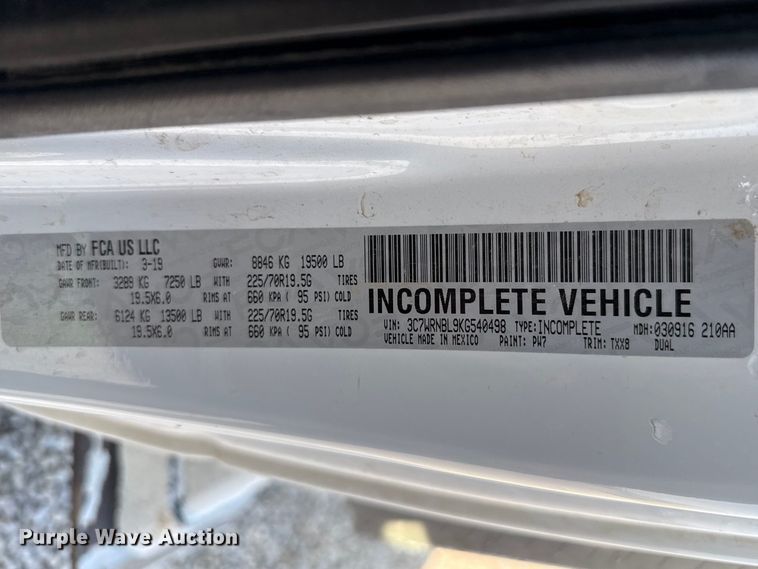 MFD BY FCA US LLC
DATE OF MFR(BUILT): 3-19 GVWR: 8846 KG 19500 LB
GAWR FRONT: 3289 KG 7250 LB WITH 225/70R19.5G TIRES
19.5X6.0 RIMS AT 660 KPA ( 95 PSI) COLD
GAWR REAR: 6124 KG 13500 LB WITH 225/70R19.5G TIRES
19.5X6.0 RIMS AT 660 KPA ( 95 PSI) COLD
INCOMPLETE VEHICLE
VIN: 3C7WRNBL9KG540498 TYPE: INCOMPLETE MDH: 030916 210AA
VEHICLE MADE IN MEXICO PAINT: PW7 TRIM: TXX8 DUAL
Purple Wave Auction